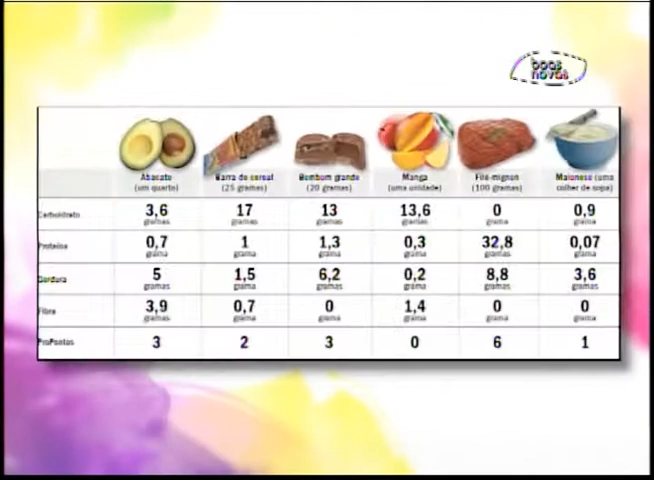 boas
novas
Abacate Barra de cereal Bombom grande Manga Filé-mignon Maionese (uma
(um quarto) (25 gramas) (20 gramas) (uma unidade) (100 gramas) colher de sopa)
Carboidrato 3,6 17 13 13,6 0 0,9
gramas gramas gramas gramas grama grama
Proteína 0,7 1 1,3 0,3 32,8 0,07
grama grama grama grama gramas grama
Gordura 5 1,5 6,2 0,2 8,8 3,6
gramas grama gramas grama gramas gramas
Fibra 3,9 0,7 0 1,4 0 0
gramas grama grama grama grama grama
ProPontos 3 2 3 0 6 1